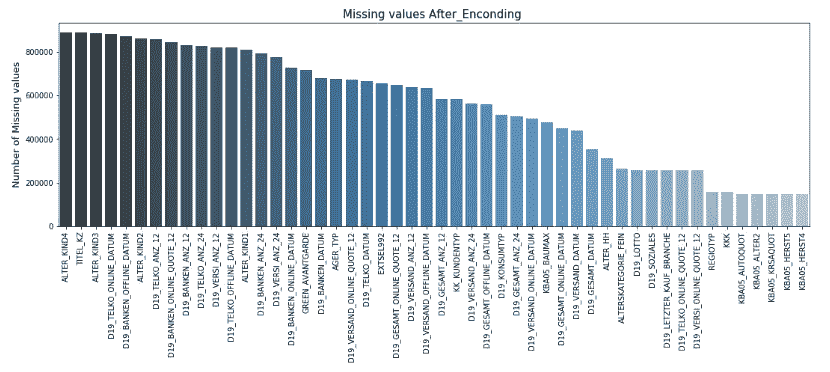 Missing values After_Enconding
Number of Missing values
800000
600000
400000
200000
0
ALTER_KIND4
TITEL_KZ
ALTER_KIND3
D19_TELKO_ONLINE_DATUM
D19_BANKEN_OFFLINE_DATUM
ALTER_KIND2
D19_TELKO_ANZ_12
D19_BANKEN_ONLINE_QUOTE_12
D19_BANKEN_ANZ_12
D19_TELKO_ANZ_24
D19_VERSI_ANZ_12
D19_TELKO_OFFLINE_DATUM
ALTER_KIND1
D19_BANKEN_ANZ_24
D19_VERSI_ANZ_24
D19_BANKEN_ONLINE_DATUM
GREEN_AVANTGARDE
D19_BANKEN_DATUM
AGER_TYP
D19_VERSAND_ONLINE_QUOTE_12
D19_TELKO_DATUM
EXTSEL992
D19_GESAMT_ONLINE_QUOTE_12
D19_VERSAND_ANZ_12
D19_VERSAND_OFFLINE_DATUM
D19_GESAMT_ANZ_12
KK_KUNDENTYP
D19_VERSAND_ANZ_24
D19_GESAMT_OFFLINE_DATUM
D19_KONSUMTYP
D19_GESAMT_ANZ_24
D19_VERSAND_ONLINE_DATUM
KBA05_BAUMAX
D19_GESAMT_ONLINE_DATUM
D19_VERSAND_DATUM
D19_GESAMT_DATUM
ALTER_HH
ALTERSKATEGORIE_FEIN
D19_LOTTO
D19_SOZIALES
D19_LETZTER_KAUF_BRANCHE
D19_TELKO_ONLINE_QUOTE_12
D19_VERSI_ONLINE_QUOTE_12
REGIOTYP
KKK
KBA05_AUTOQUOT
KBA05_ALTER2
KBA05_KRSAQUOT
KBA05_HERST5
KBA05_HERST4